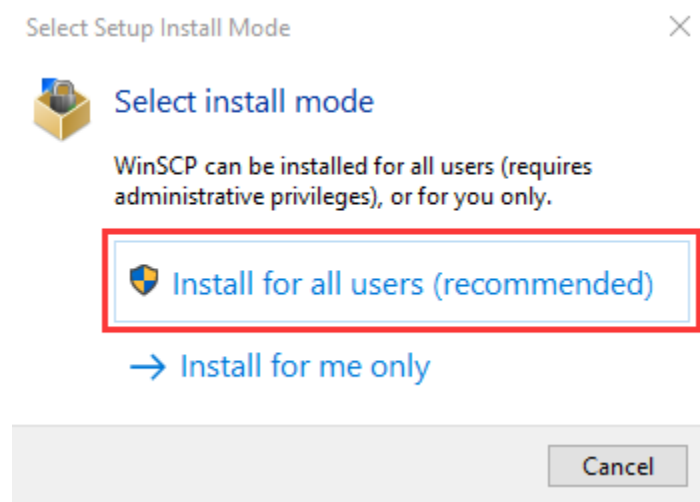 Select Setup Install Mode
Select install mode
WinSCP can be installed for all users (requires
administrative privileges), or for you only.
Install for all users (recommended)
Install for me only
Cancel